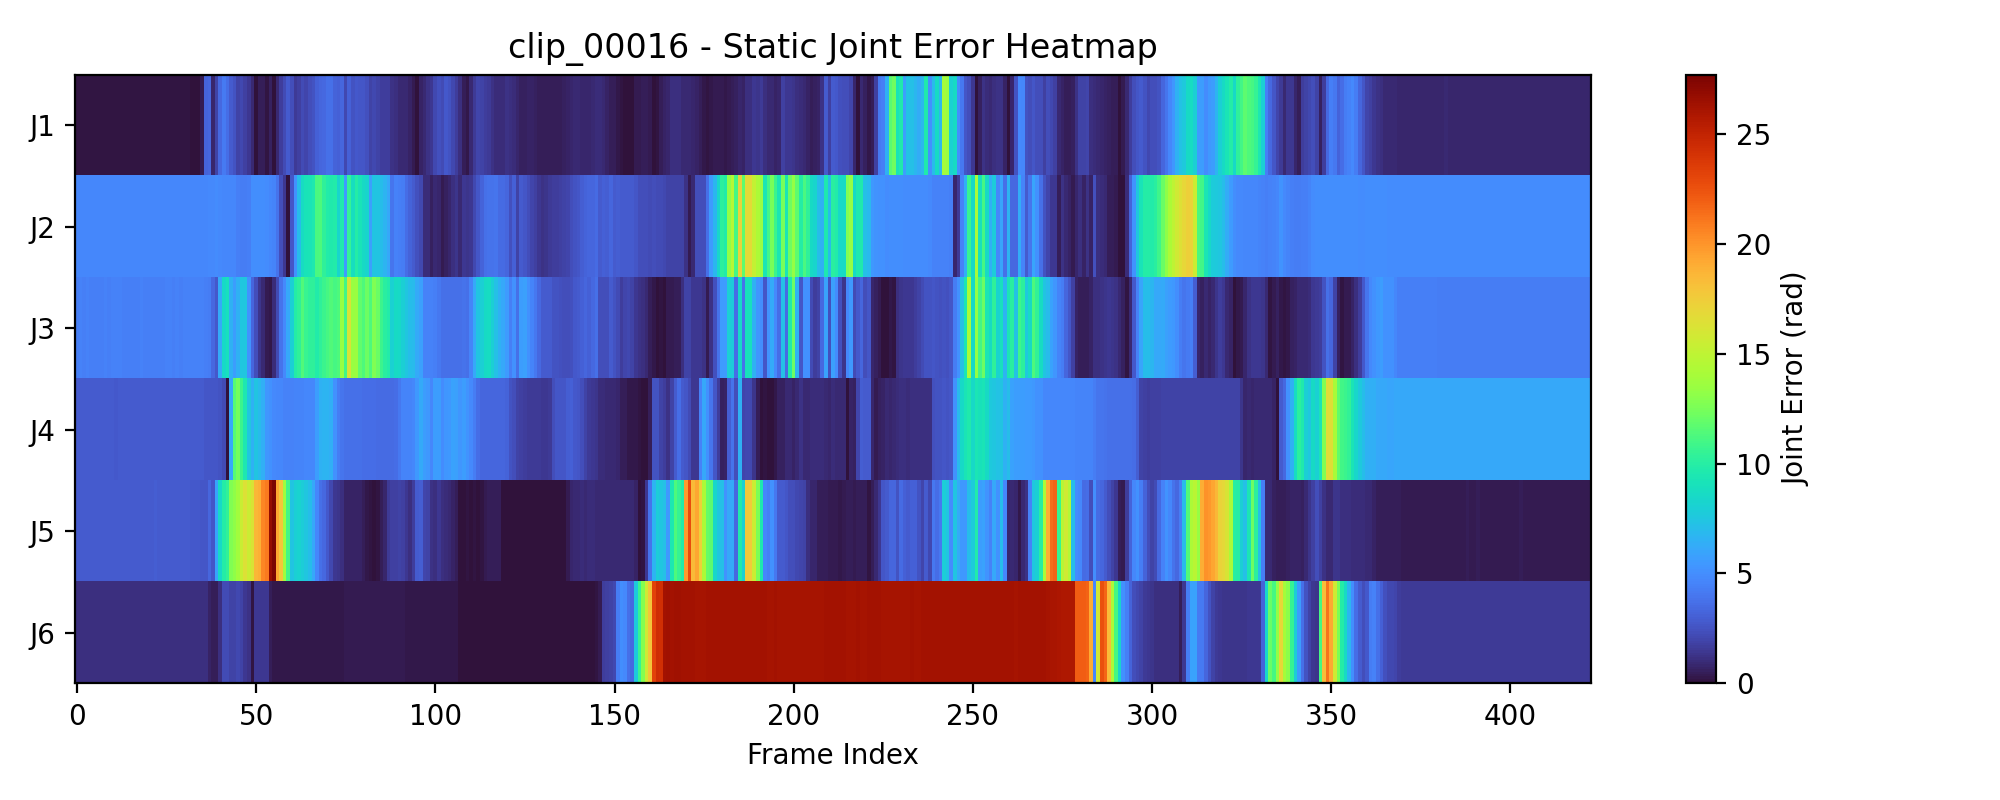 clip_00016 - Static Joint Error Heatmap
J1
J2
J3
J4
J5
J6
0 50 100 150 200 250 300 350 400
Frame Index
25
20
15
10
5
0
Joint Error (rad)